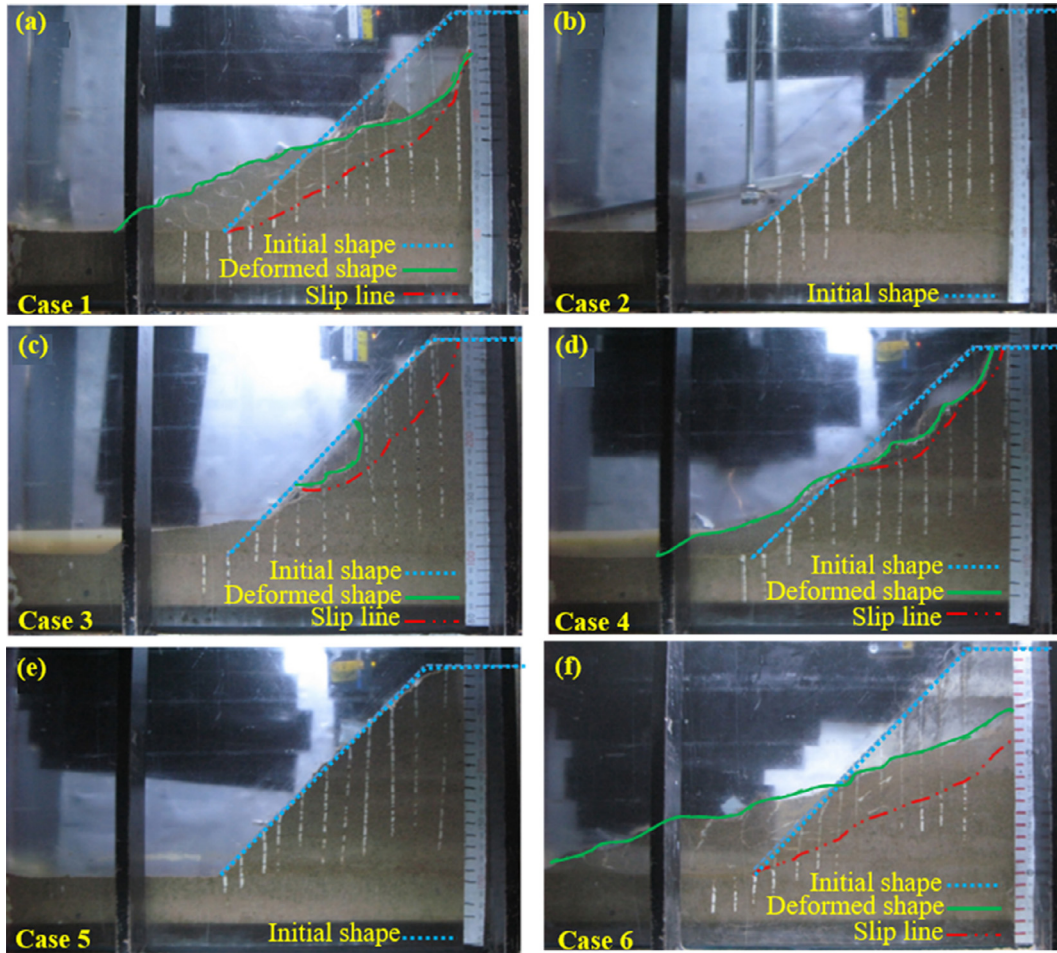 (a)
Initial shape
Deformed shape
Slip line
Case 1
(b)
Initial shape
Case 2
(c)
Initial shape
Deformed shape
Slip line
Case 3
(d)
Initial shape
Deformed shape
Slip line
Case 4
(e)
Initial shape
Case 5
(f)
Initial shape
Deformed shape
Slip line
Case 6